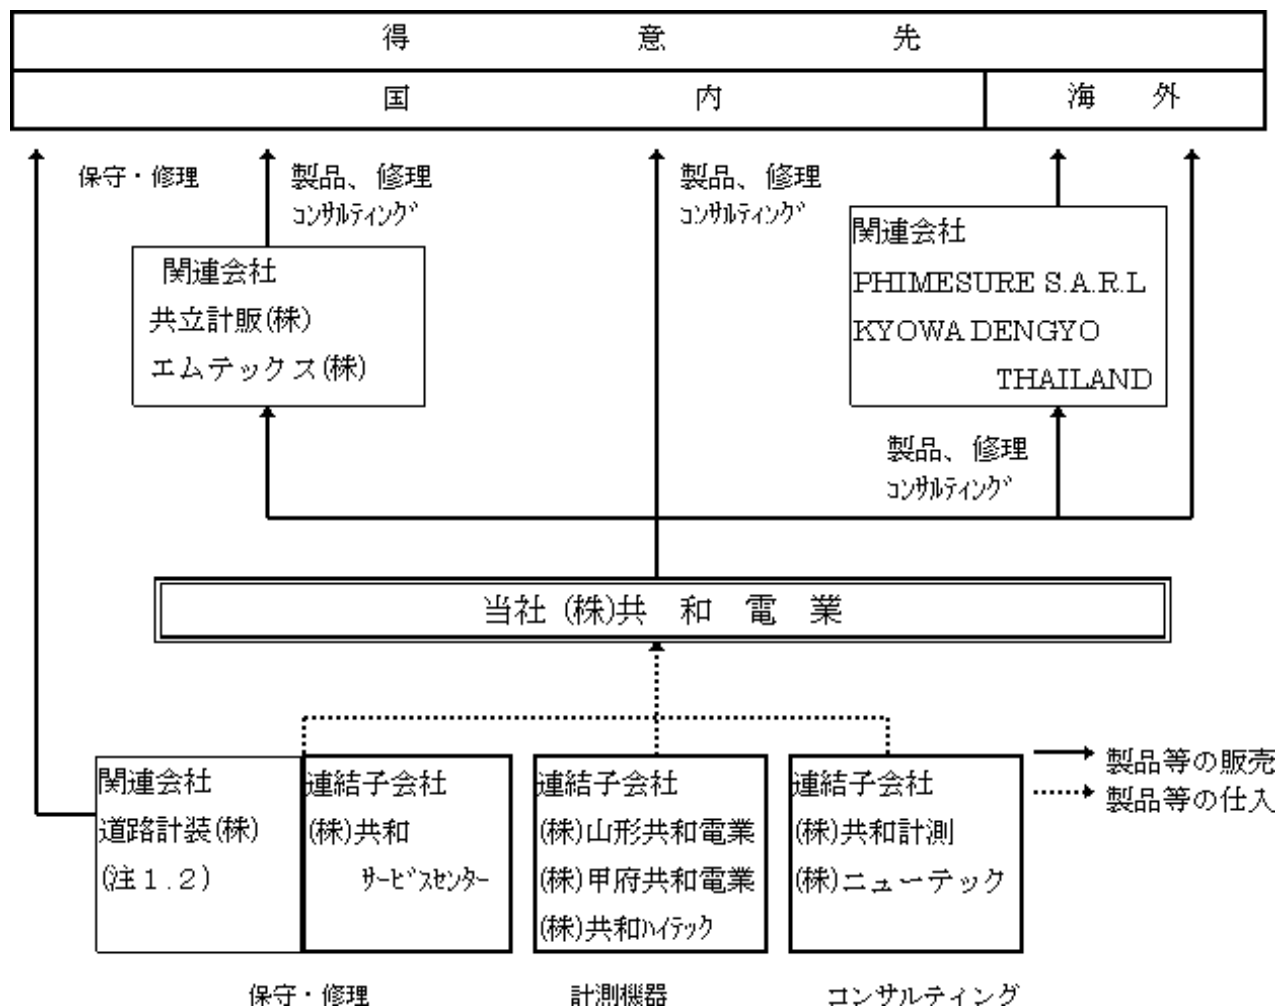 得意先
国内
海外
保守・修理
製品、修理
ｺﾝｻﾙﾃｨﾝｸﾞ
製品、修理
ｺﾝｻﾙﾃｨﾝｸﾞ
関連会社
共立計販(株)
エムテックス(株)
関連会社
PHIMESURE S.A.R.L
KYOWA DENGYO
THAILAND
製品、修理
ｺﾝｻﾙﾃｨﾝｸﾞ
当社 (株)共 和 電 業
関連会社
道路計装(株)
(注１.２)
連結子会社
(株)共和
ｻｰﾋﾞｽｾﾝﾀｰ
連結子会社
(株)山形共和電業
(株)甲府共和電業
(株)共和ﾊｲﾃｯｸ
連結子会社
(株)共和計測
(株)ニューテック
製品等の販売
製品等の仕入
保守・修理
計測機器
コンサルティング